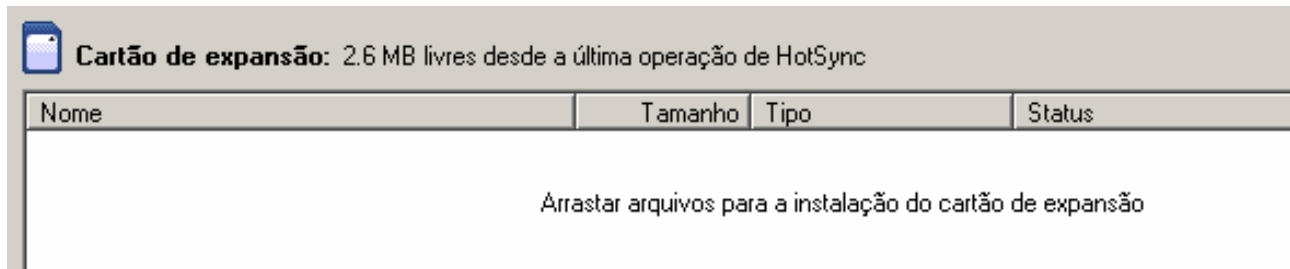 Cartão de expansão: 2.6 MB livres desde a última operação de HotSync
Nome Tamanho Tipo Status
Arrastar arquivos para a instalação do cartão de expansão